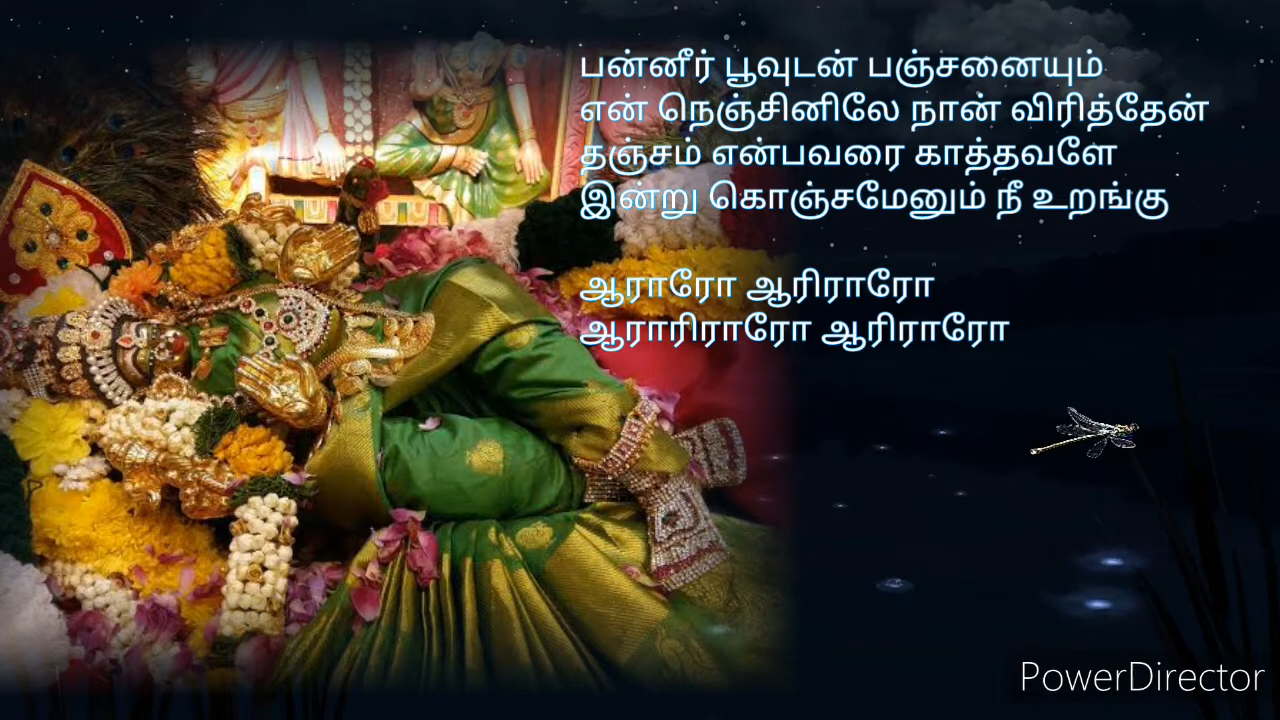 பன்னீர் பூவுடன் பஞ்சனையும்
என் நெஞ்சினிலே நான் விரித்தேன்
தஞ்சம் என்பவரை காத்தவளே
இன்று கொஞ்சமேனும் நீ உறங்கு
ஆராரோ ஆரிராரோ
ஆராரிராரோ ஆரிராரோ
PowerDirector